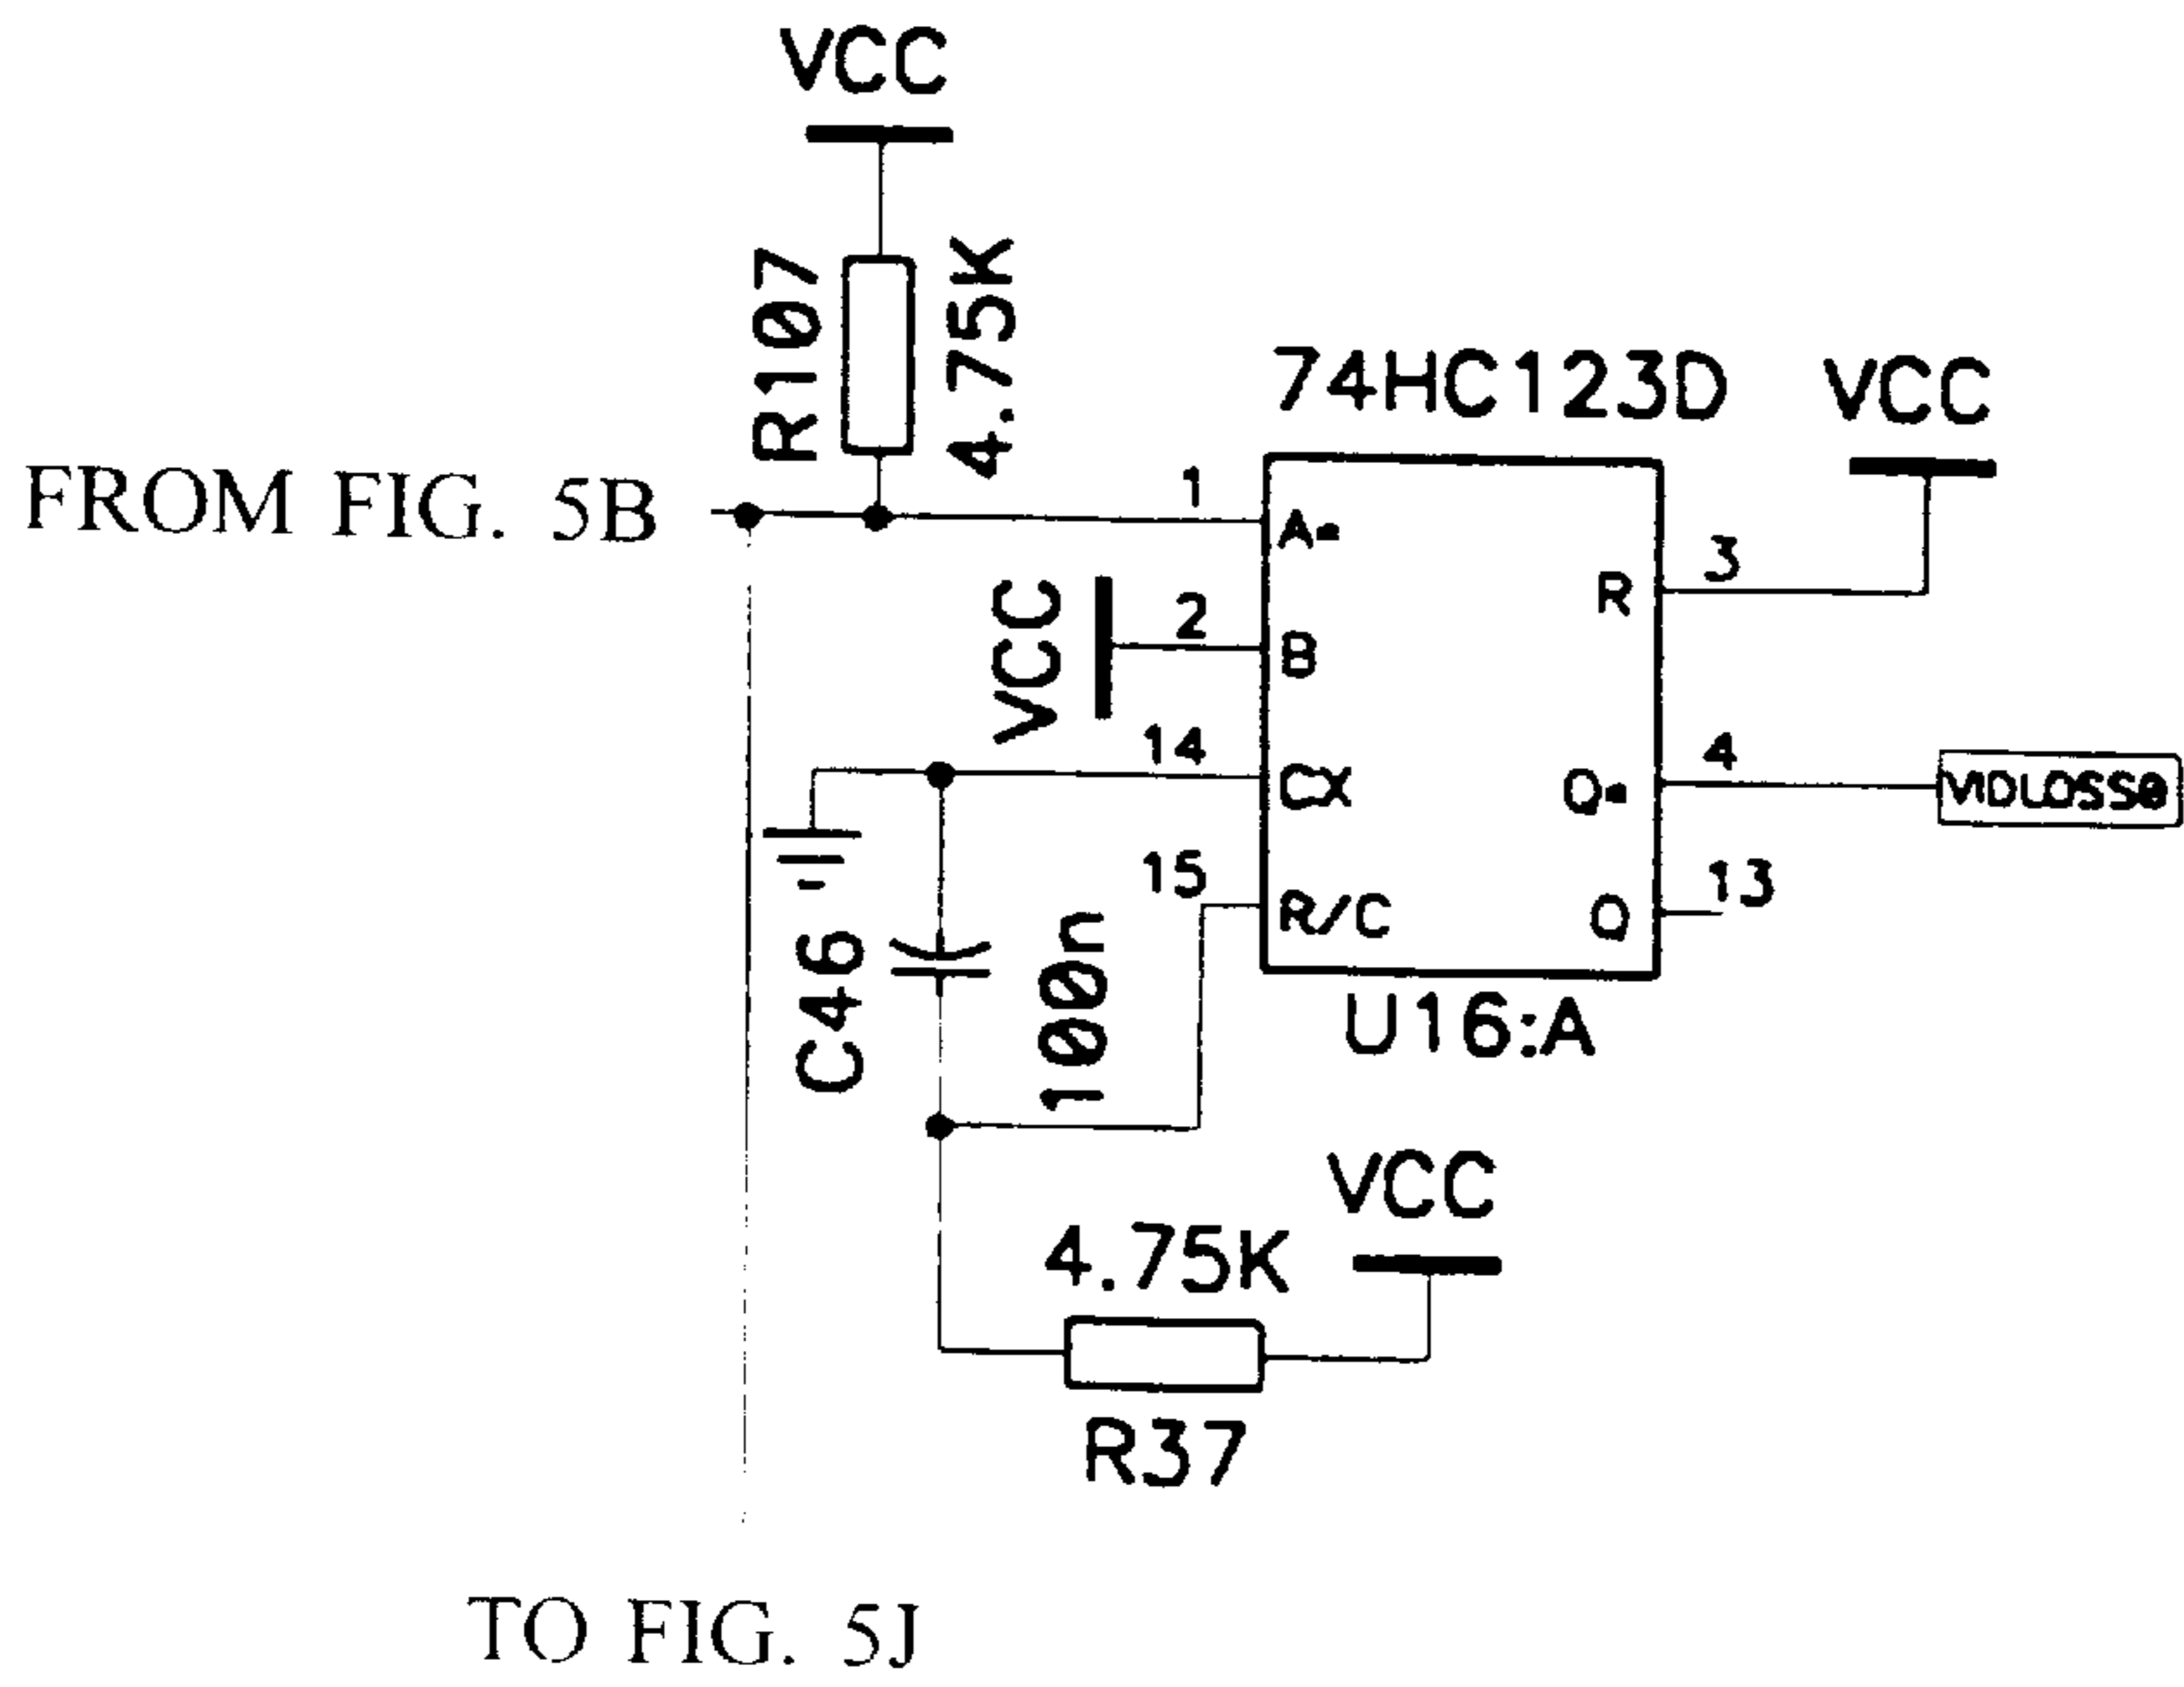 VCC
R107
4.75K
74HC123D
VCC
FROM FIG. 5B
1
A
3
R
VCC
2
B
14
CX
4
Q
15
R/C
13
Q
C46
100n
U16:A
VCC
4.75K
R37
TO FIG. 5J